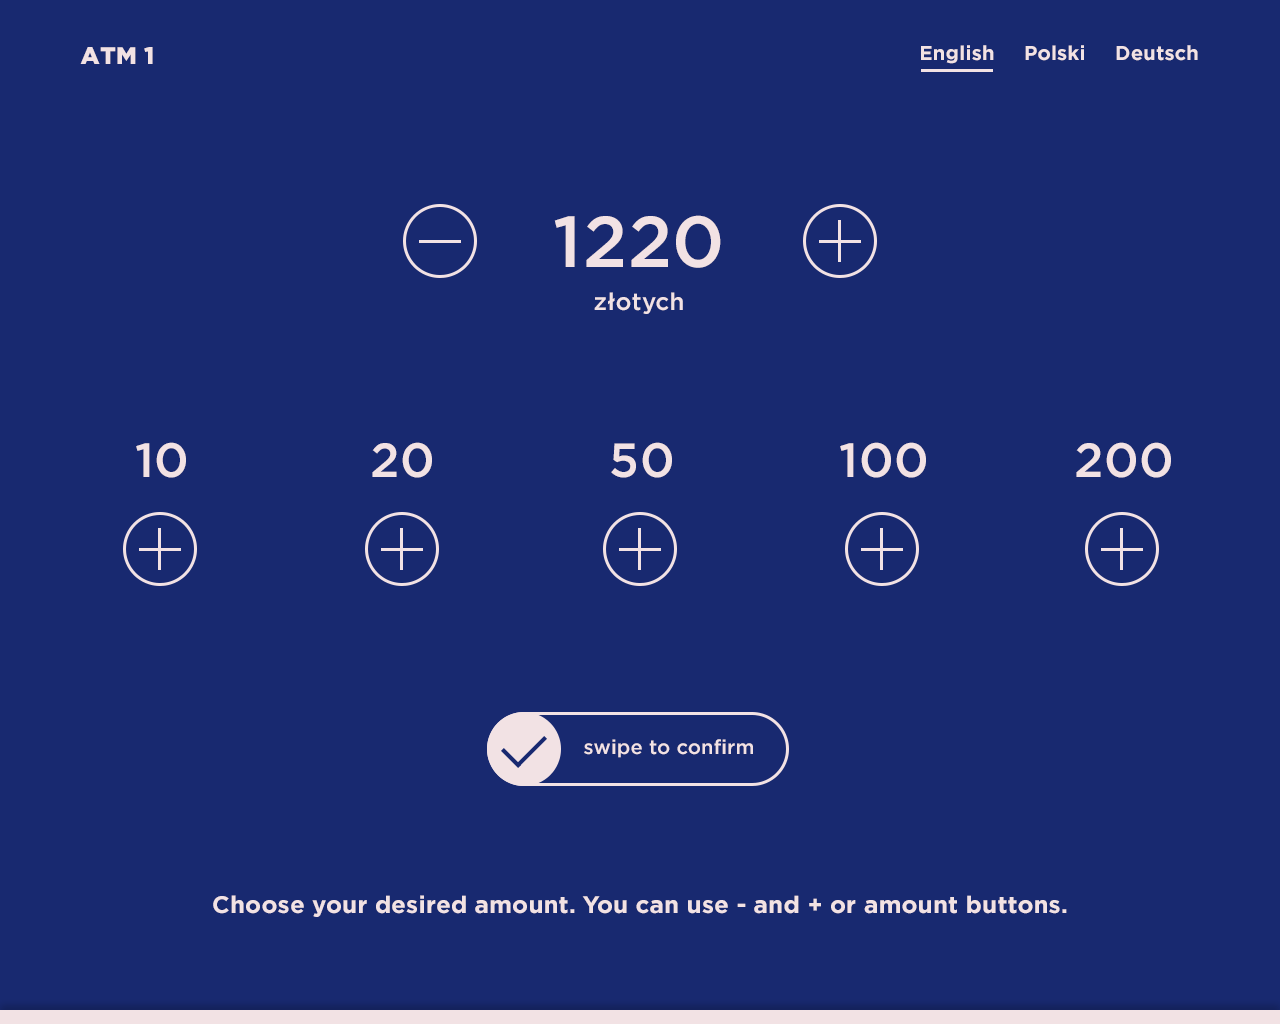 ATM 1
English Polski Deutsch
1220
złotych
10 20 50 100 200
swipe to confirm
Choose your desired amount. You can use - and + or amount buttons.